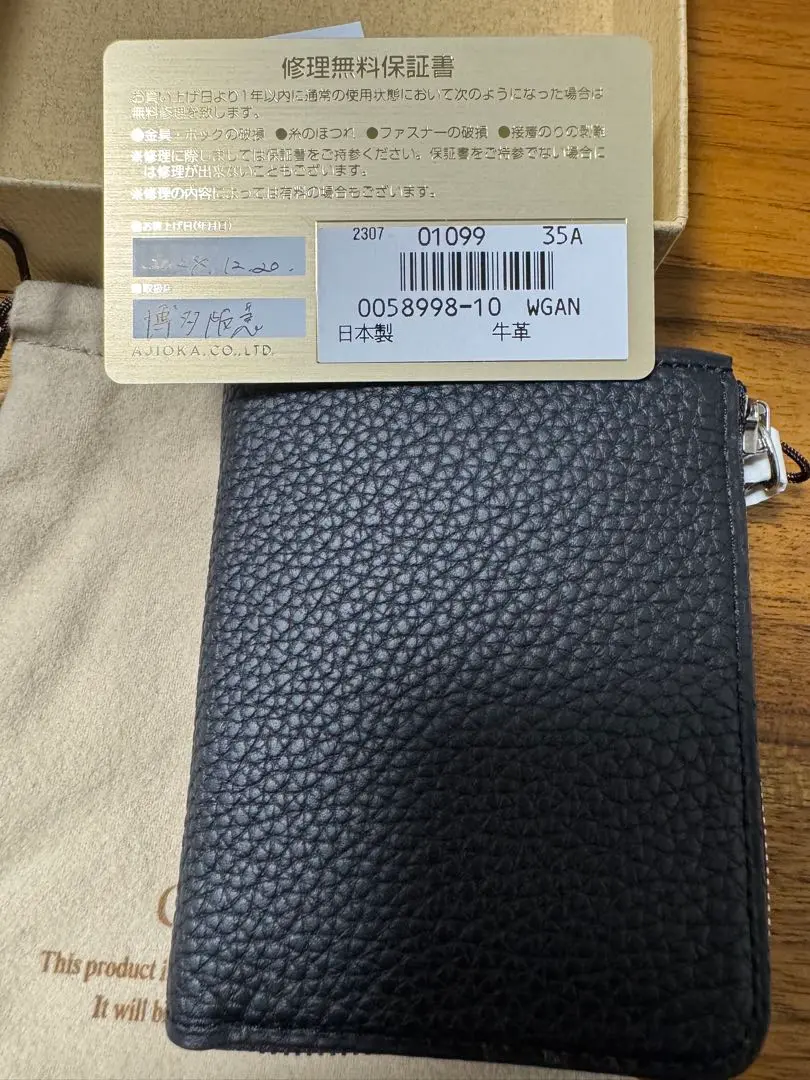 修理無料保証書
お買い上げ日より1年以内に通常の使用状態において次のようになった場合は
無料修理を致します。
●金具・ホックの破損 ●糸のほつれ ●ファスナーの破損 ●接着のりの剥離
※修理に際しましては保証書をご持参ください。保証書をご持参でない場合に
は修理が出来ないこともございます。
※修理の内容によっては有料の場合もございます。
●お買上げ日(年月日)
12.20.
●取扱店
博多阪急
AJIOKA.CO.,LTD.
2307 01099 35A
0058998-10 WGAN
日本製 牛革
This product i
It will b